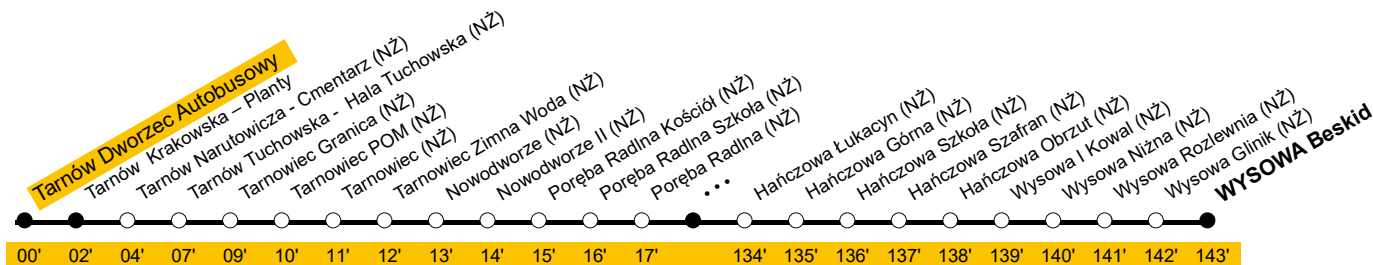 Tarnów Dworzec Autobusowy
Tarnów Krakowska – Planty
Tarnów Narutowicza - Cmentarz (NŻ)
Tarnów Tuchowska - Hala Tuchowska (NŻ)
Tarnowiec Granica (NŻ)
Tarnowiec POM (NŻ)
Tarnowiec (NŻ)
Tarnowiec Zimna Woda (NŻ)
Nowodworze (NŻ)
Nowodworze II (NŻ)
Poręba Radlna Kościół (NŻ)
Poręba Radlna Szkoła (NŻ)
Poręba Radlna (NŻ)
...
Hańczowa Łukacyn (NŻ)
Hańczowa Górna (NŻ)
Hańczowa Szkoła (NŻ)
Hańczowa Szafran (NŻ)
Hańczowa Obrzut (NŻ)
Wysowa I Kowal (NŻ)
Wysowa Niżna (NŻ)
Wysowa Rozlewnia (NŻ)
Wysowa Glinik (NŻ)
WYSOWA Beskid
00' 02' 04' 07' 09' 10' 11' 12' 13' 14' 15' 16' 17' 134' 135' 136' 137' 138' 139' 140' 141' 142' 143'